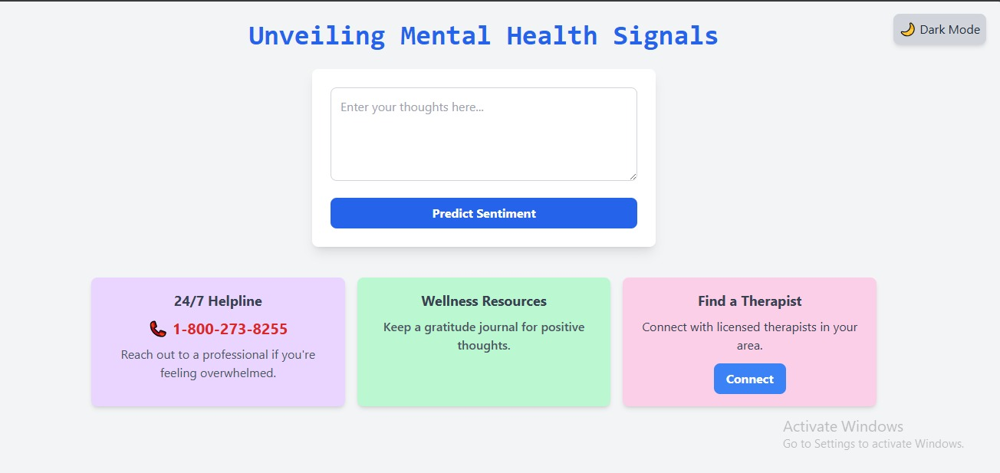 Unveiling Mental Health Signals
Dark Mode
Enter your thoughts here...
Predict Sentiment
24/7 Helpline
1-800-273-8255
Reach out to a professional if you're
feeling overwhelmed.
Wellness Resources
Keep a gratitude journal for positive
thoughts.
Find a Therapist
Connect with licensed therapists in your
area.
Connect
Activate Windows
Go to Settings to activate Windows.